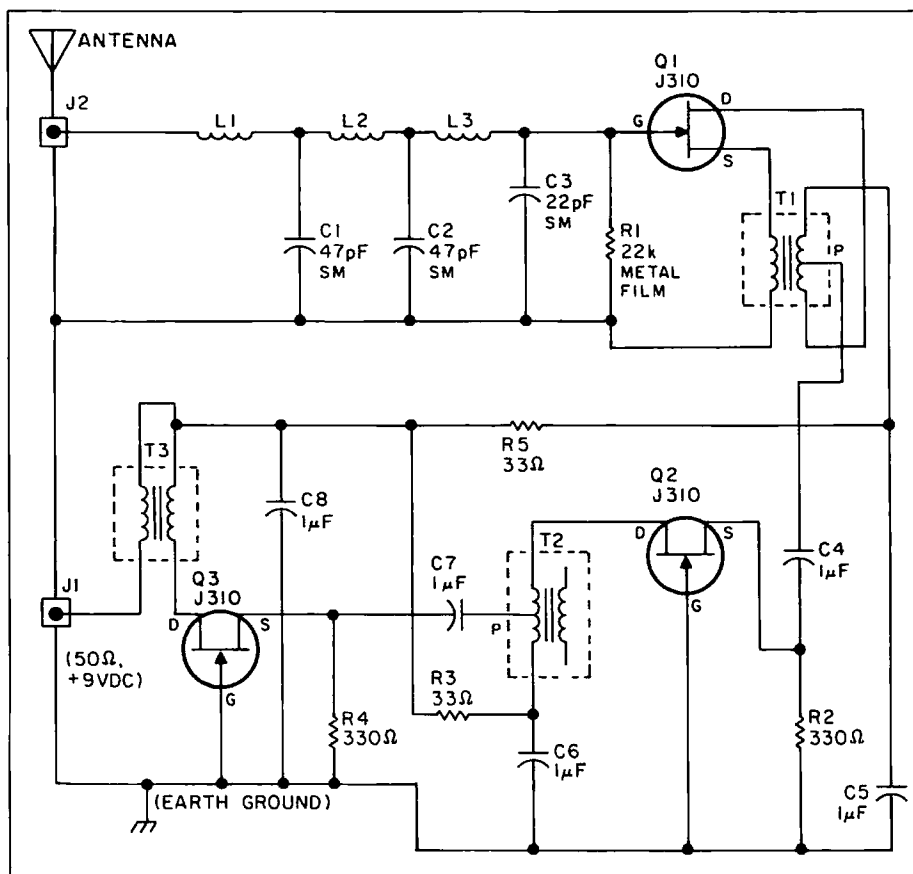 ANTENNA
J2
L1
L2
L3
Q1
J310
D
G
S
C1
47pF
SM
C2
47pF
SM
C3
22pF
SM
R1
22k
METAL
FILM
T1
P
T3
R5
33Ω
C8
1μF
Q2
J310
D
S
G
C4
1μF
J1
(50Ω,
+9VDC)
Q3
J310
D
S
G
C7
1μF
T2
P
R3
33Ω
R4
330Ω
C6
1μF
R2
330Ω
C5
1μF
(EARTH GROUND)